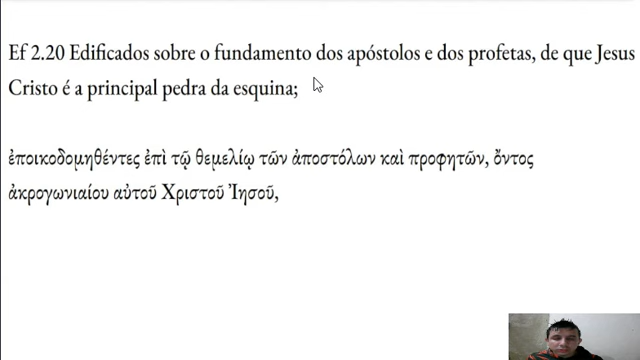 Ef 2.20 Edificados sobre o fundamento dos apóstolos e dos profetas, de que Jesus
Cristo é a principal pedra da esquina;
ἐποικοδομηθέντες ἐπὶ τῷ θεμελίῳ τῶν ἀποστόλων καὶ προφητῶν, ὄντος
ἀκρογωνιαίου αὐτοῦ Χριστοῦ Ἰησοῦ,